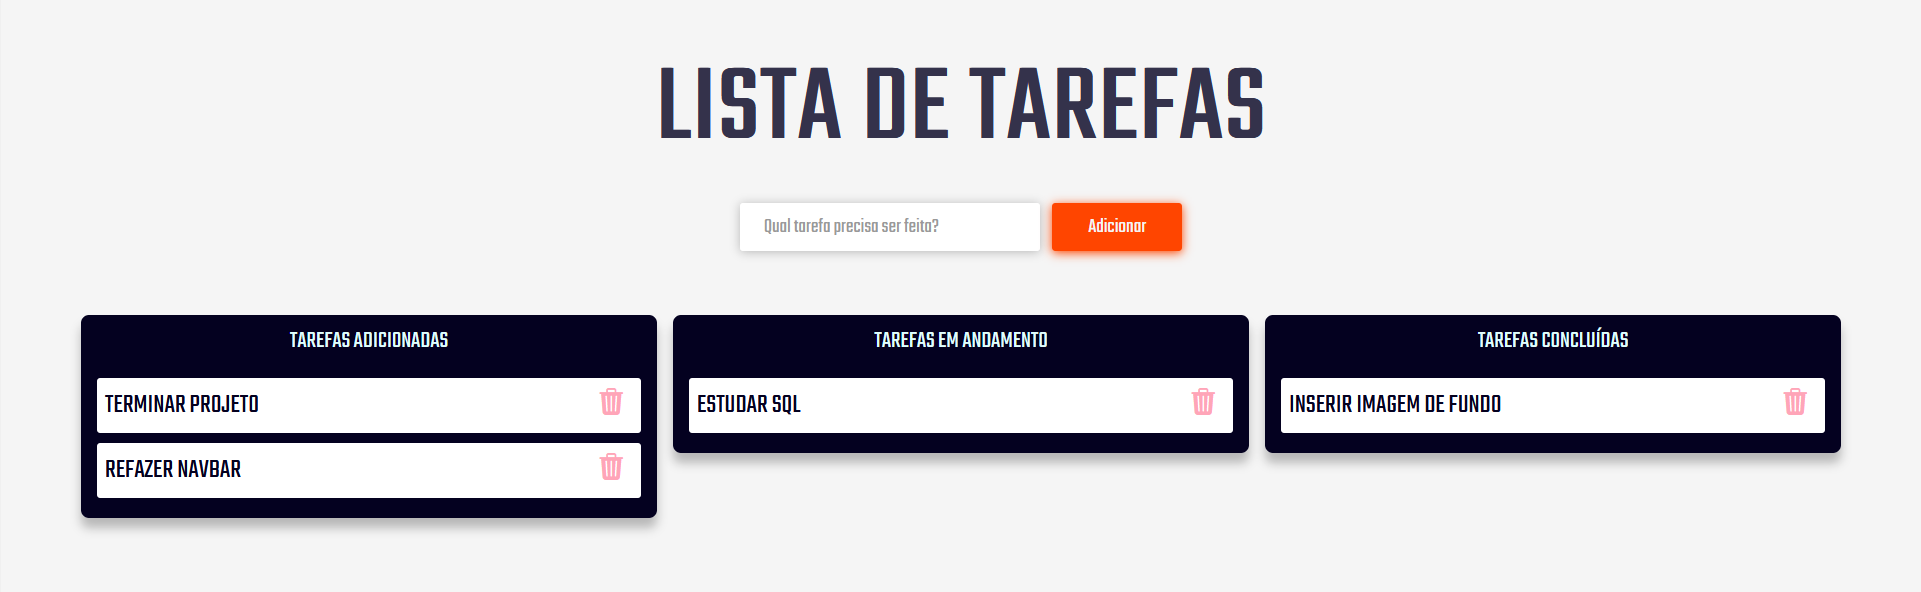 LISTA DE TAREFAS
Qual tarefa precisa ser feita?
Adicionar
TAREFAS ADICIONADAS
TERMINAR PROJETO
REFAZER NAVBAR
TAREFAS EM ANDAMENTO
ESTUDAR SQL
TAREFAS CONCLUÍDAS
INSERIR IMAGEM DE FUNDO